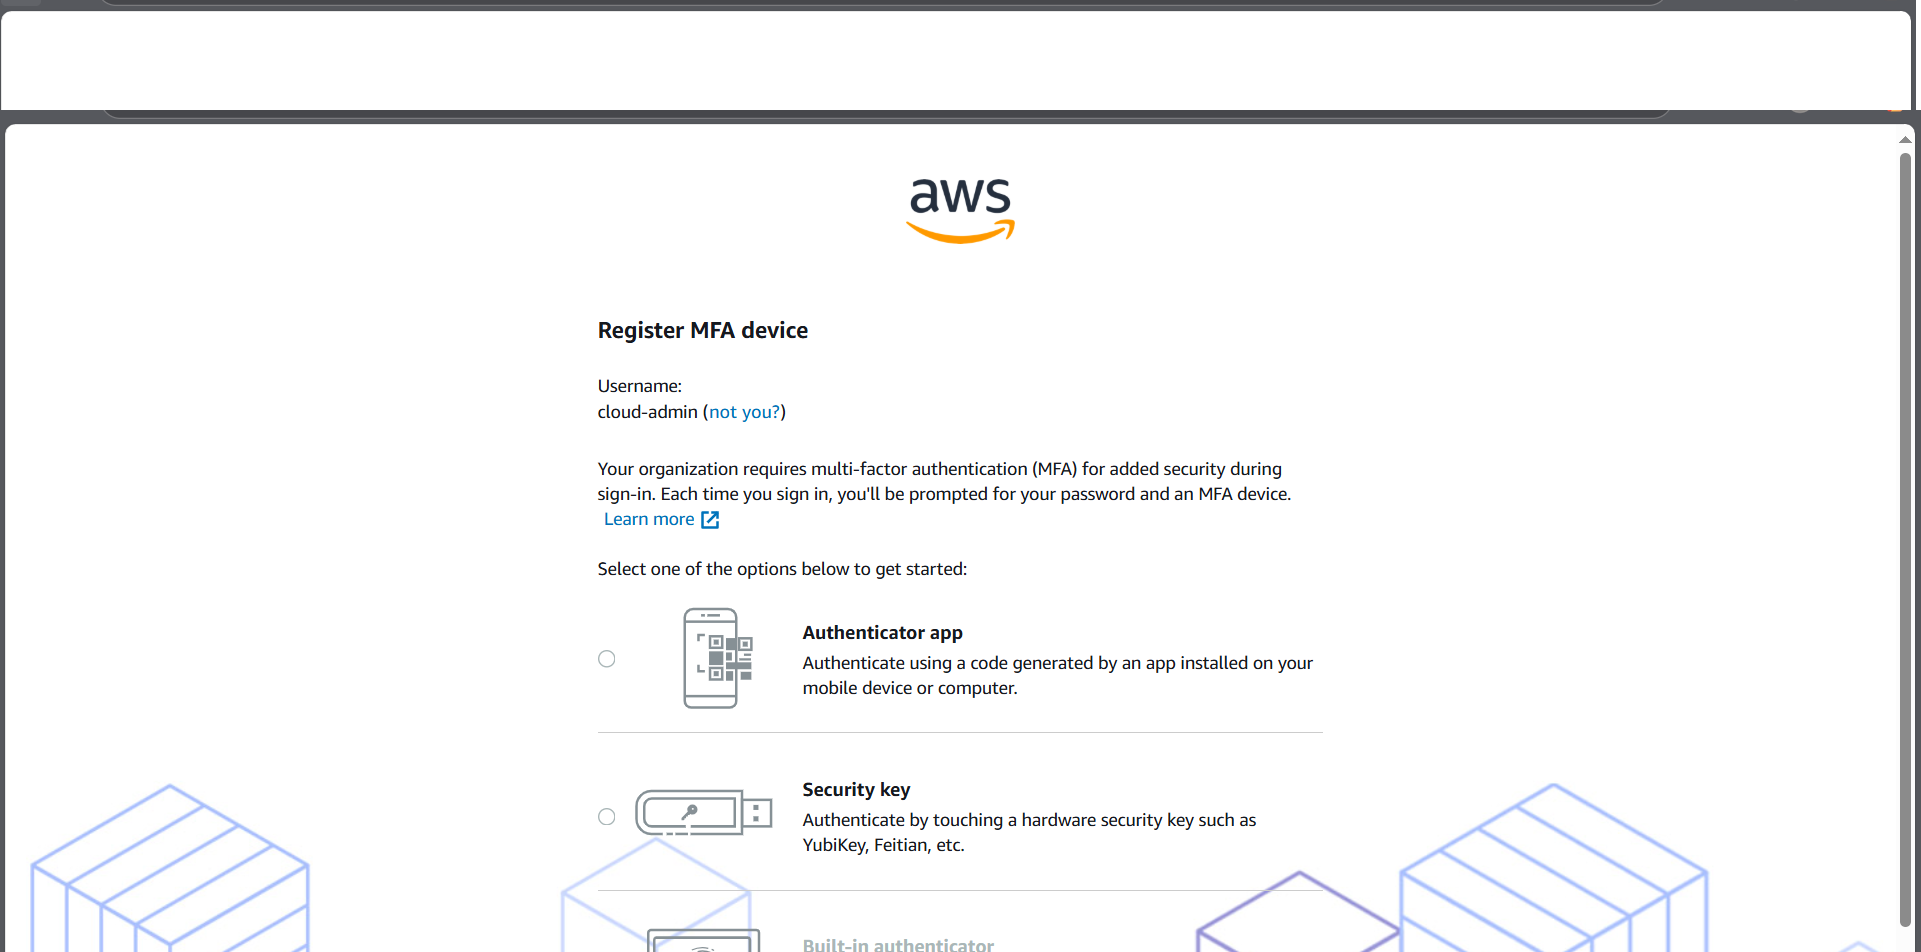 aws
Register MFA device
Username:
cloud-admin (not you?)
Your organization requires multi-factor authentication (MFA) for added security during
sign-in. Each time you sign in, you'll be prompted for your password and an MFA device.
Learn more
Select one of the options below to get started:
Authenticator app
Authenticate using a code generated by an app installed on your
mobile device or computer.
Security key
Authenticate by touching a hardware security key such as
YubiKey, Feitian, etc.
Built-in authenticator